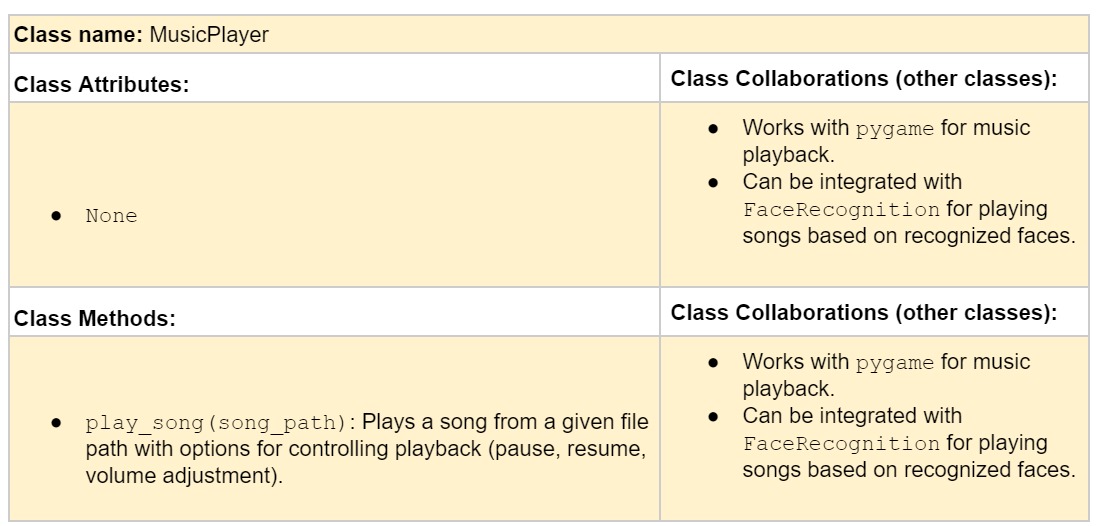 Class name: MusicPlayer
Class Attributes:
Class Collaborations (other classes):
● None
● Works with pygame for music
playback.
● Can be integrated with
FaceRecognition for playing
songs based on recognized faces.
Class Methods:
Class Collaborations (other classes):
● play_song(song_path): Plays a song from a given file
path with options for controlling playback (pause, resume,
volume adjustment).
● Works with pygame for music
playback.
● Can be integrated with
FaceRecognition for playing
songs based on recognized faces.